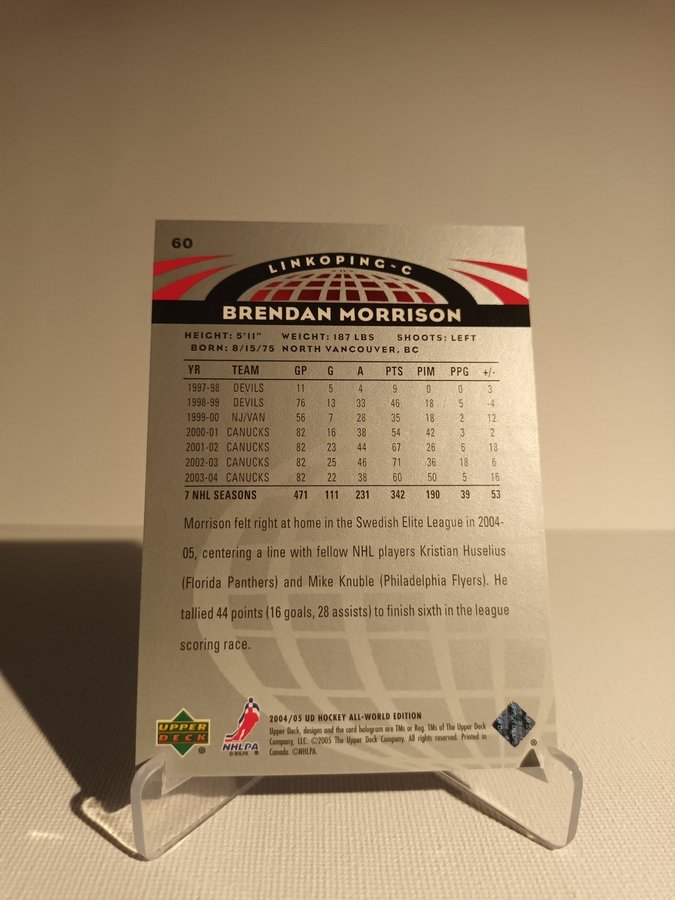 60
LINKOPING - C
BRENDAN MORRISON
HEIGHT: 5'11" WEIGHT: 187 LBS SHOOTS: LEFT
BORN: 8/15/75 NORTH VANCOUVER, BC
YR TEAM GP G A PTS PIM PPG +/-
1997-98 DEVILS 11 5 4 9 0 0 3
1998-99 DEVILS 76 13 33 46 18 5 -4
1999-00 NJ/VAN 56 7 28 35 18 2 12
2000-01 CANUCKS 82 16 38 54 42 3 2
2001-02 CANUCKS 82 23 44 67 26 6 18
2002-03 CANUCKS 82 25 46 71 36 18 6
2003-04 CANUCKS 82 22 38 60 50 5 16
7 NHL SEASONS 471 111 231 342 190 39 53
Morrison felt right at home in the Swedish Elite League in 2004-
05, centering a line with fellow NHL players Kristian Huselius
(Florida Panthers) and Mike Knuble (Philadelphia Flyers). He
tallied 44 points (16 goals, 28 assists) to finish sixth in the league
scoring race.
UPPER
DECK
®
NHLPA
© NHLPA ®
2004/05 UD HOCKEY ALL-WORLD EDITION
Upper Deck, designs and the card hologram are TMs or Reg. TMs of The Upper Deck
Company, LLC. ©2005 The Upper Deck Company. All rights reserved. Printed in
Canada. ©NHLPA.
®